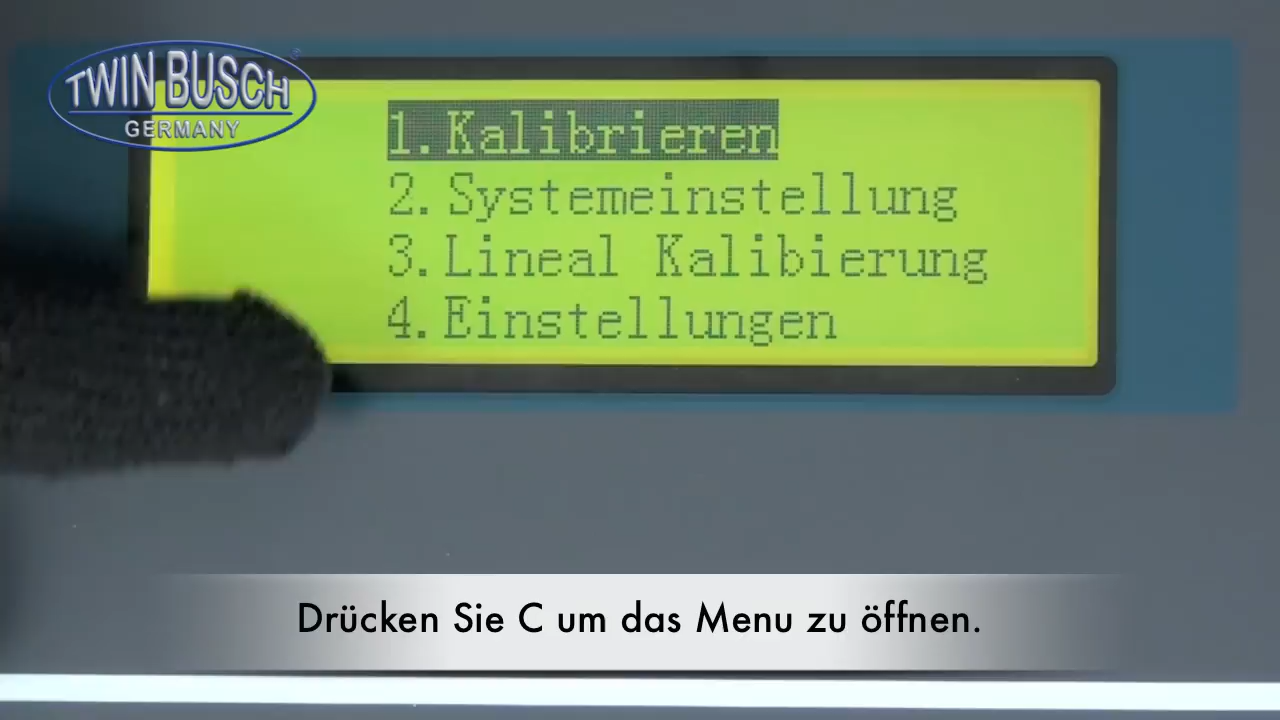 TWIN BUSCH
GERMANY
1.Kalibrieren
2.Systemeinstellung
3.Lineal Kalibierung
4.Einstellungen
Drücken Sie C um das Menu zu öffnen.